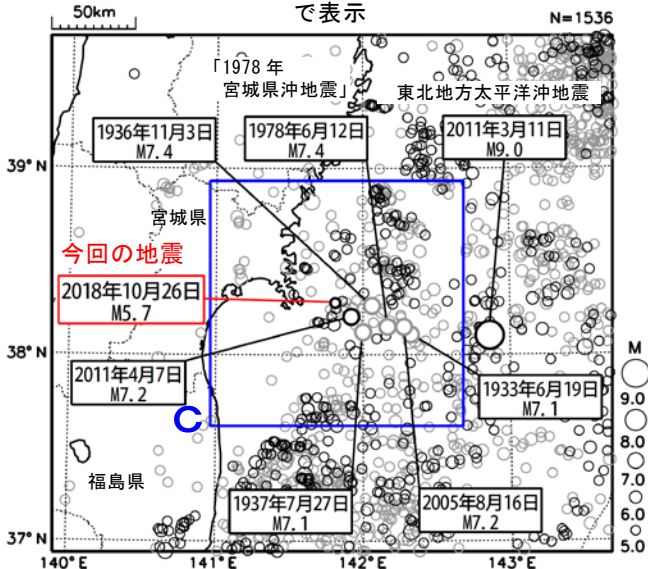 で表示
50km
N=1536
「1978 年
宮城県沖地震」
東北地方太平洋沖地震
1936年11月3日
M7.4
1978年6月12日
M7.4
2011年3月11日
M9.0
39°N
宮城県
今回の地震
2018年10月26日
M5.7
38°N
2011年4月7日
M7.2
1933年6月19日
M7.1
C
福島県
1937年7月27日
M7.1
2005年8月16日
M7.2
M
9.0
8.0
7.0
6.0
5.0
37°N
140°E
141°E
142°E
143°E